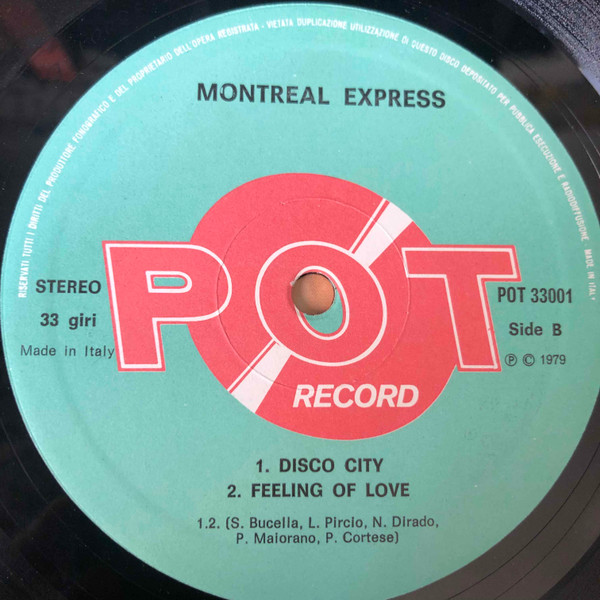 RISERVATI TUTTI I DIRITTI DEL PRODUTTORE FONOGRAFICO E DEL PROPRIETARIO DELL'OPERA REGISTRATA - VIETATA DUPLICAZIONE UTILIZZAZIONE DI QUESTO DISCO DEPOSITATO PER PUBBLICA ESECUZIONE E RADIODIFFUSIONE. MADE IN ITALY
MONTREAL EXPRESS
STEREO
33 giri
Made in Italy
POT
RECORD
POT 33001
Side B
Ⓟ © 1979
1. DISCO CITY
2. FEELING OF LOVE
1.2. (S. Bucella, L. Pircio, N. Dirado,
P. Maiorano, P. Cortese)